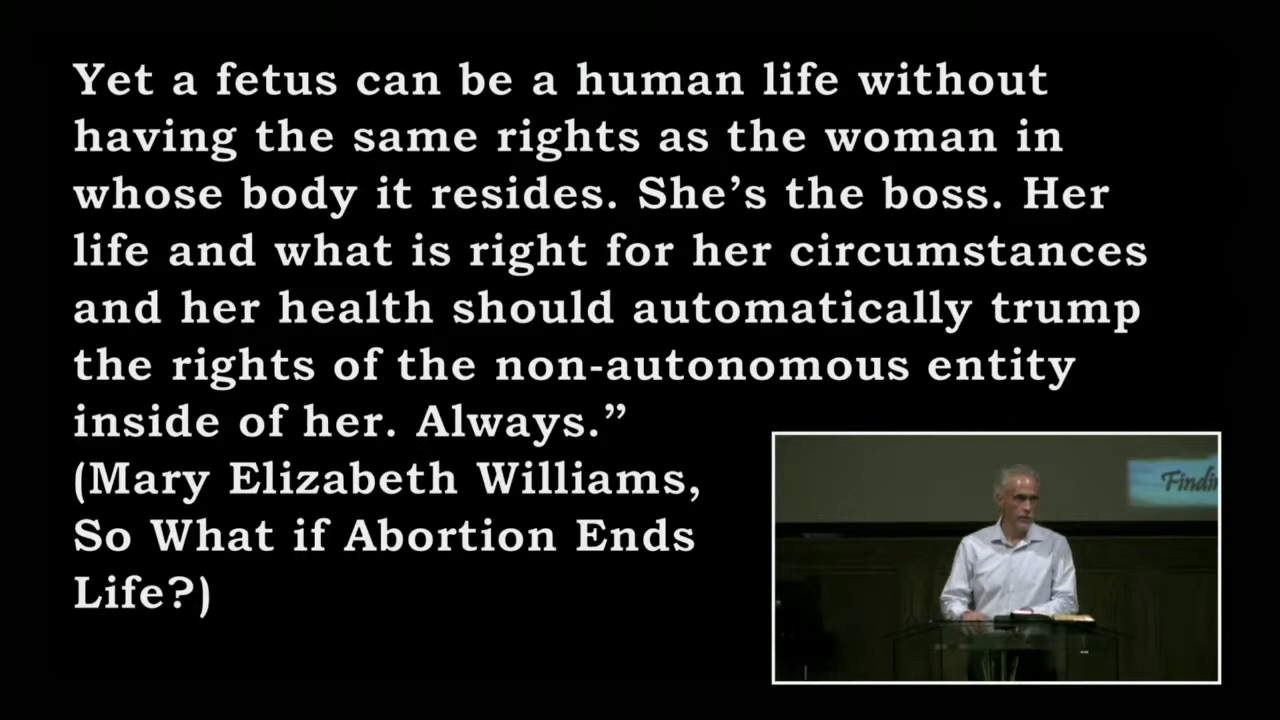 Yet a fetus can be a human life without
having the same rights as the woman in
whose body it resides. She’s the boss. Her
life and what is right for her circumstances
and her health should automatically trump
the rights of the non-autonomous entity
inside of her. Always.”
(Mary Elizabeth Williams,
So What if Abortion Ends
Life?)